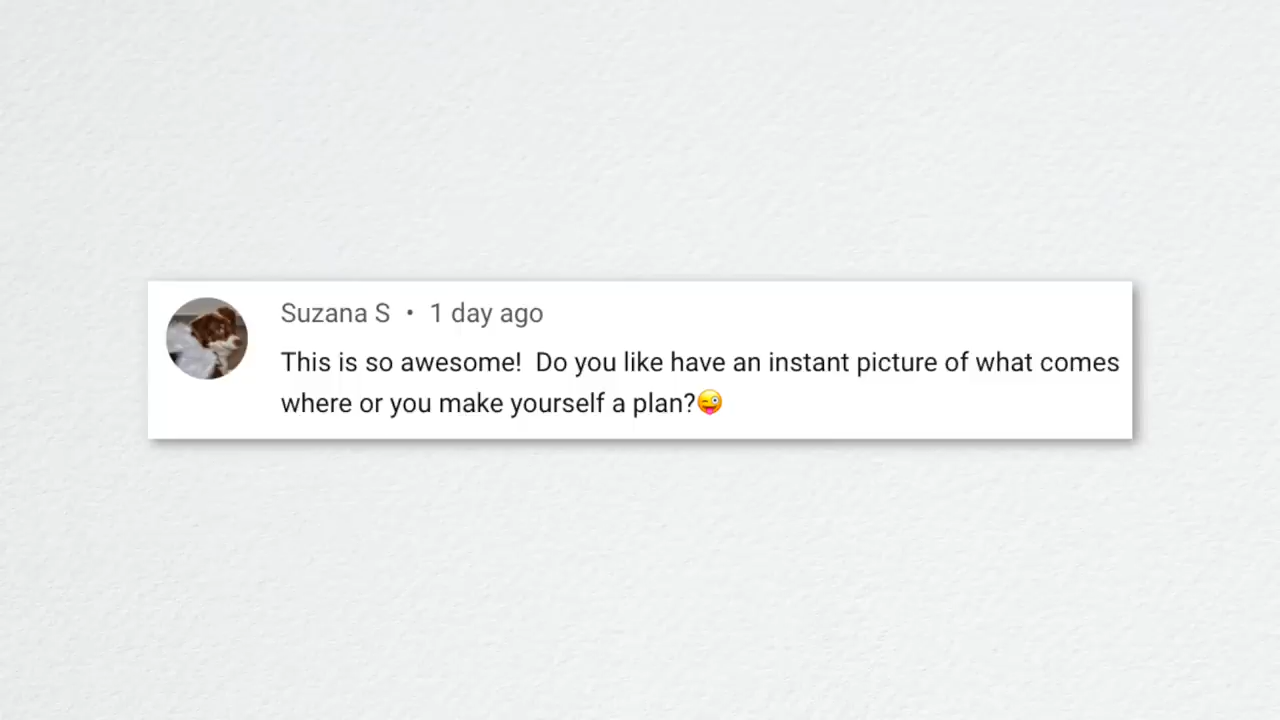 Suzana S • 1 day ago
This is so awesome!  Do you like have an instant picture of what comes
where or you make yourself a plan?😜